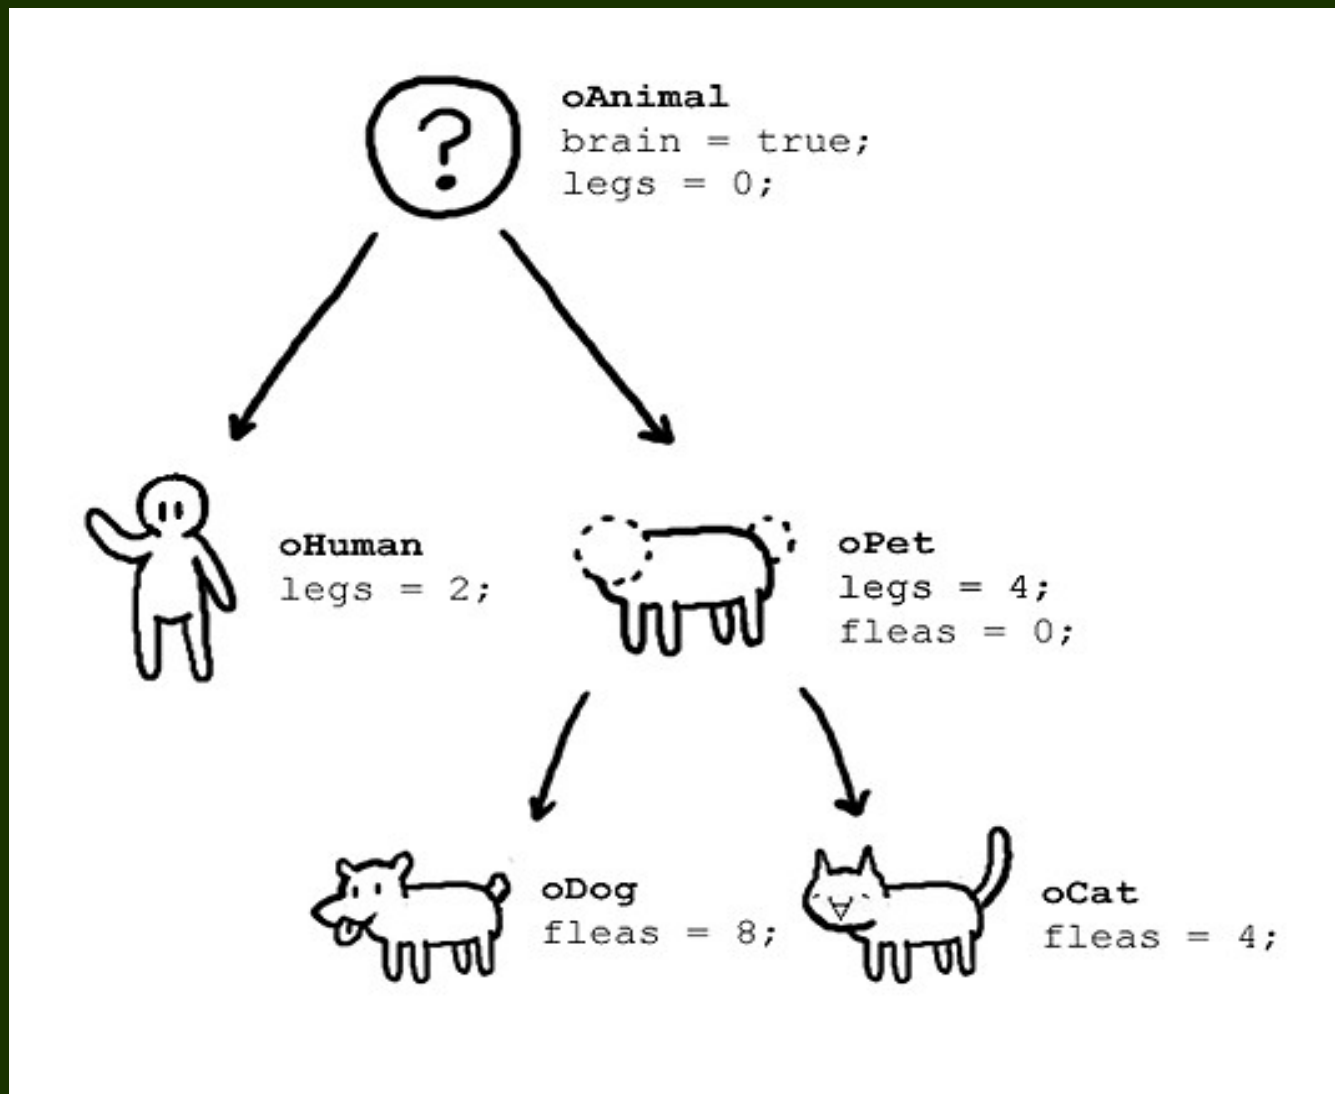 ?
oAnimal
brain = true;
legs = 0;
oHuman
legs = 2;
oPet
legs = 4;
fleas = 0;
oDog
fleas = 8;
oCat
fleas = 4;